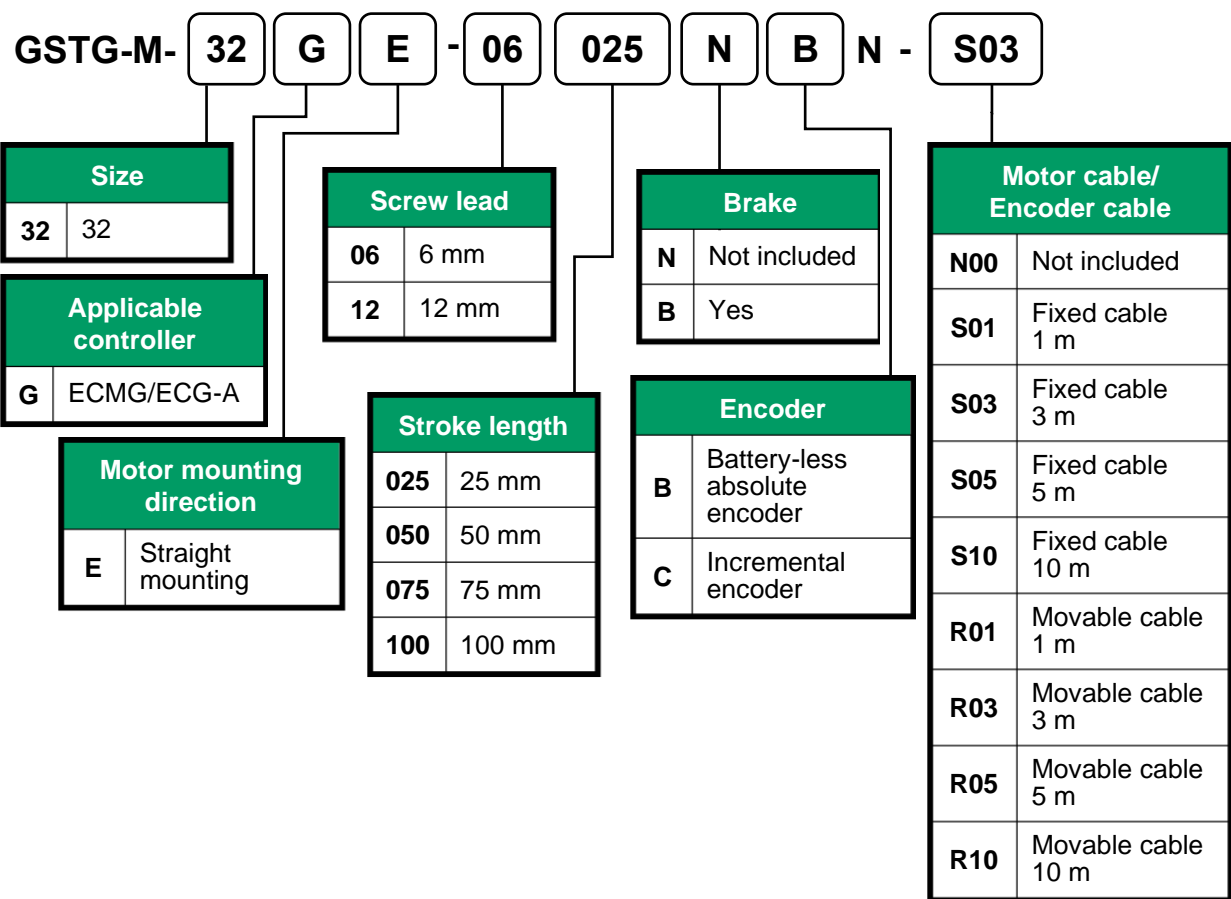 GSTG-M- 32 G E - 06 025 N B N - S03
Size
32 32
Applicable
controller
G ECMG/ECG-A
Motor mounting
direction
E Straight
mounting
Screw lead
06 6 mm
12 12 mm
Stroke length
025 25 mm
050 50 mm
075 75 mm
100 100 mm
Brake
N Not included
B Yes
Encoder
B Battery-less
absolute
encoder
C Incremental
encoder
Motor cable/
Encoder cable
N00 Not included
S01 Fixed cable
1 m
S03 Fixed cable
3 m
S05 Fixed cable
5 m
S10 Fixed cable
10 m
R01 Movable cable
1 m
R03 Movable cable
3 m
R05 Movable cable
5 m
R10 Movable cable
10 m